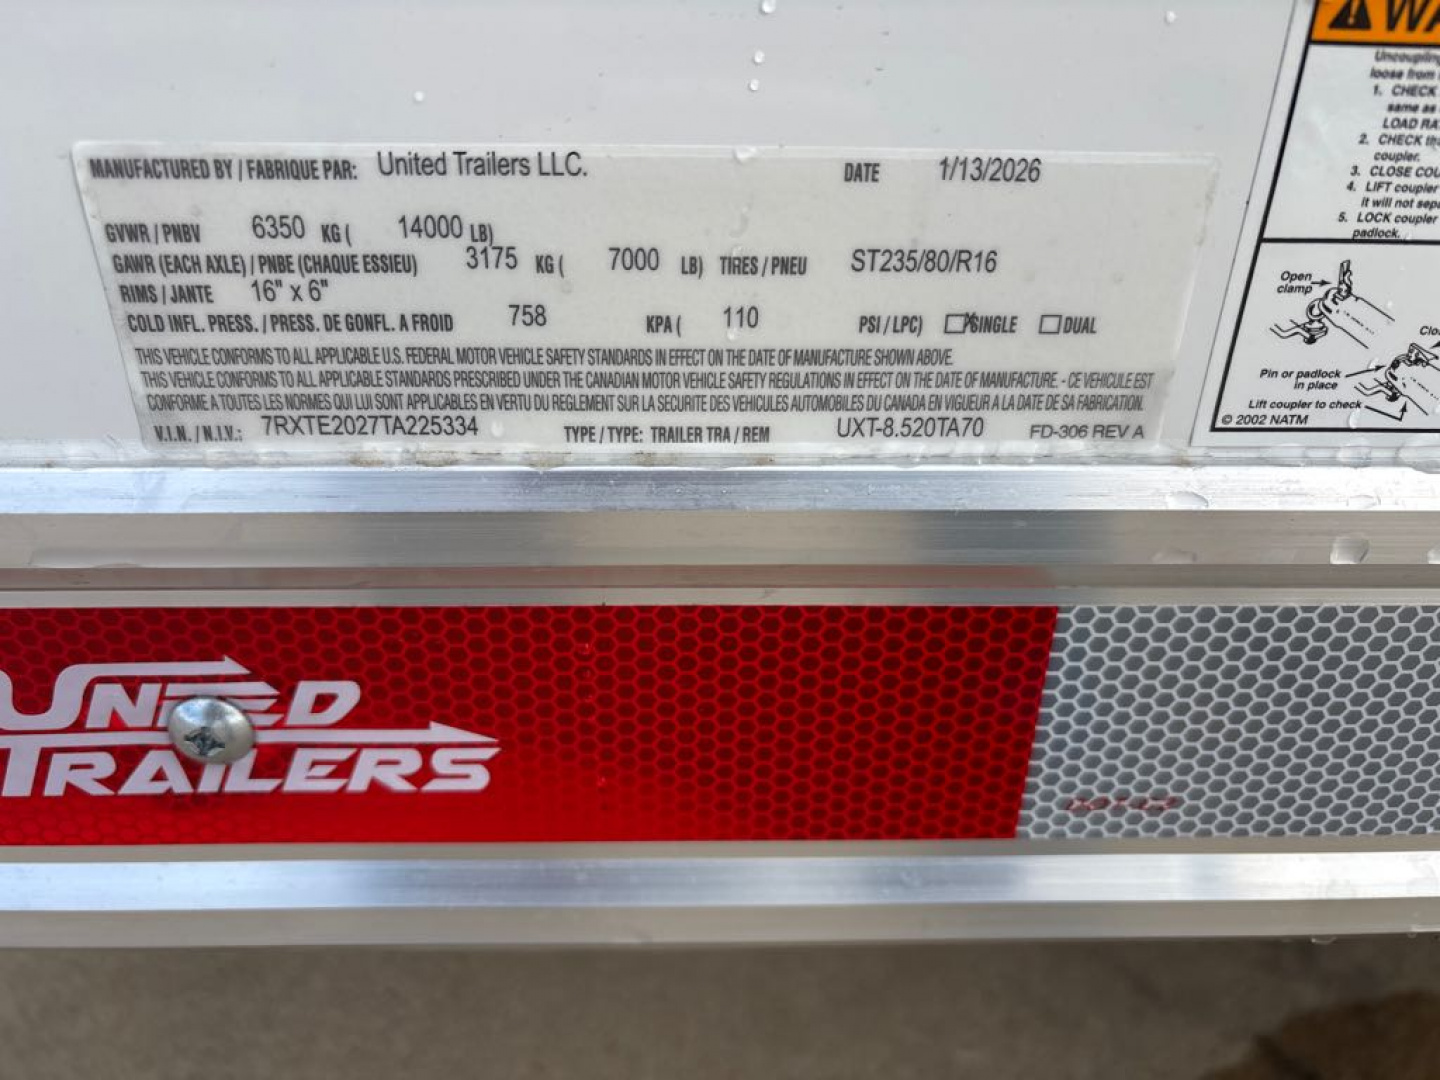 MANUFACTURED BY / FABRIQUE PAR: United Trailers LLC. DATE 1/13/2026
GVWR / PNBV 6350 KG ( 14000 LB)
GAWR (EACH AXLE) / PNBE (CHAQUE ESSIEU) 3175 KG ( 7000 LB) TIRES / PNEU ST235/80/R16
RIMS / JANTE 16" x 6"
COLD INFL. PRESS. / PRESS. DE GONFL. A FROID 758 KPA ( 110 PSI / LPC) SINGLE DUAL
THIS VEHICLE CONFORMS TO ALL APPLICABLE U.S. FEDERAL MOTOR VEHICLE SAFETY STANDARDS IN EFFECT ON THE DATE OF MANUFACTURE SHOWN ABOVE.
THIS VEHICLE CONFORMS TO ALL APPLICABLE STANDARDS PRESCRIBED UNDER THE CANADIAN MOTOR VEHICLE SAFETY REGULATIONS IN EFFECT ON THE DATE OF MANUFACTURE. - CE VEHICULE EST
CONFORME A TOUTES LES NORMES QUI LUI SONT APPLICABLES EN VERTU DU REGLEMENT SUR LA SECURITE DES VEHICULES AUTOMOBILES DU CANADA EN VIGUEUR A LA DATE DE SA FABRICATION.
V.I.N. / N.I.V.: 7RXTE2027TA225334 TYPE / TYPE: TRAILER TRA / REM UXT-8.520TA70 FD-306 REV A
WA
Uncoupling
loose from
1. CHECK
same as
LOAD RA
2. CHECK th
coupler.
3. CLOSE COU
4. LIFT coupler
it will not sep
5. LOCK coupler
padlock.
Open
clamp
Clo
Pin or padlock
in place
Lift coupler to check
© 2002 NATM
UNITED
TRAILERS